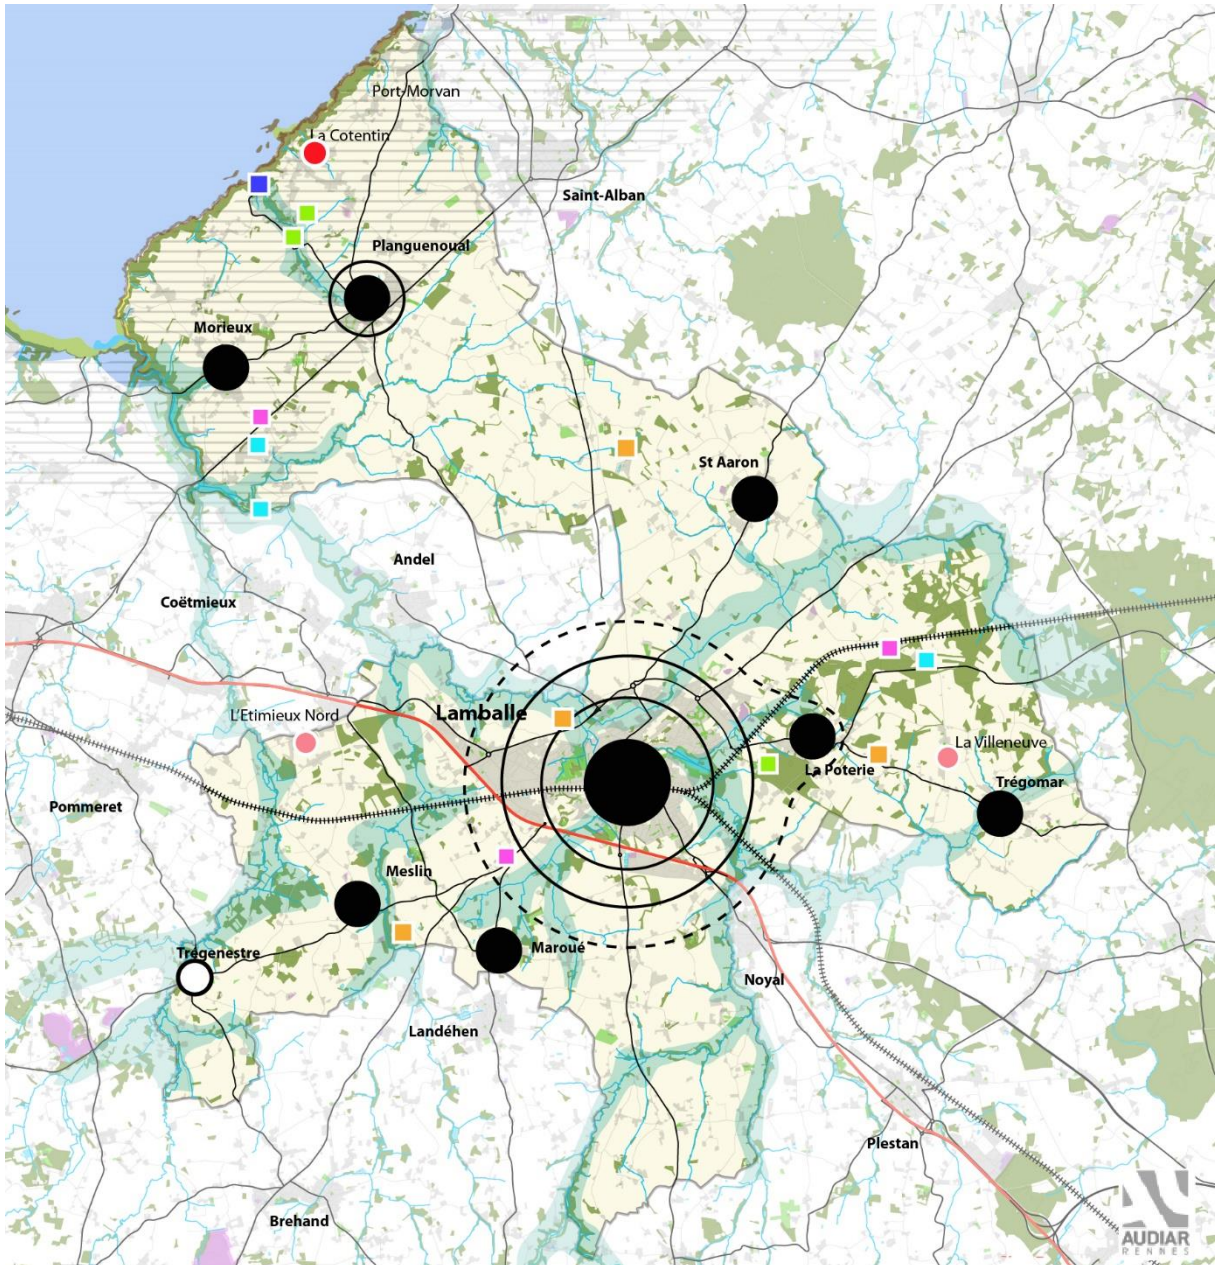 Port-Morvan
La Cotentin
Saint-Alban
Planguenoual
Morieux
St Aaron
Andel
Coëtmieux
L'Etimieux Nord
Lamballe
La Villeneuve
La Poterie
Trégomar
Pommeret
Meslin
Trégenestre
Maroué
Noyal
Landéhen
Plestan
Brehand
AUDIAR
RENNES